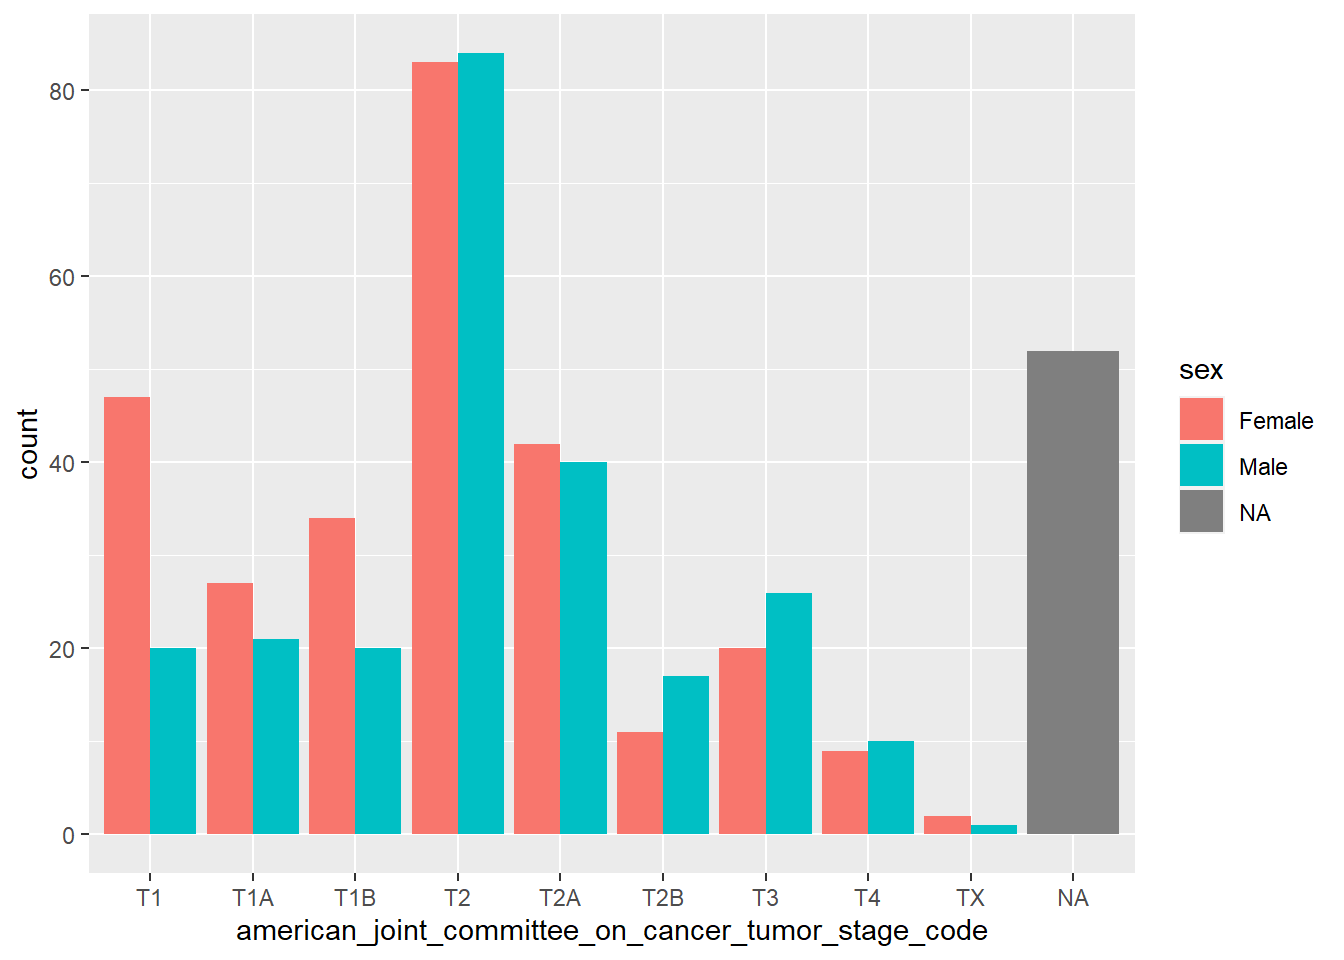 80
60
40
20
0
count
T1 T1A T1B T2 T2A T2B T3 T4 TX NA
american_joint_committee_on_cancer_tumor_stage_code
sex
Female
Male
NA